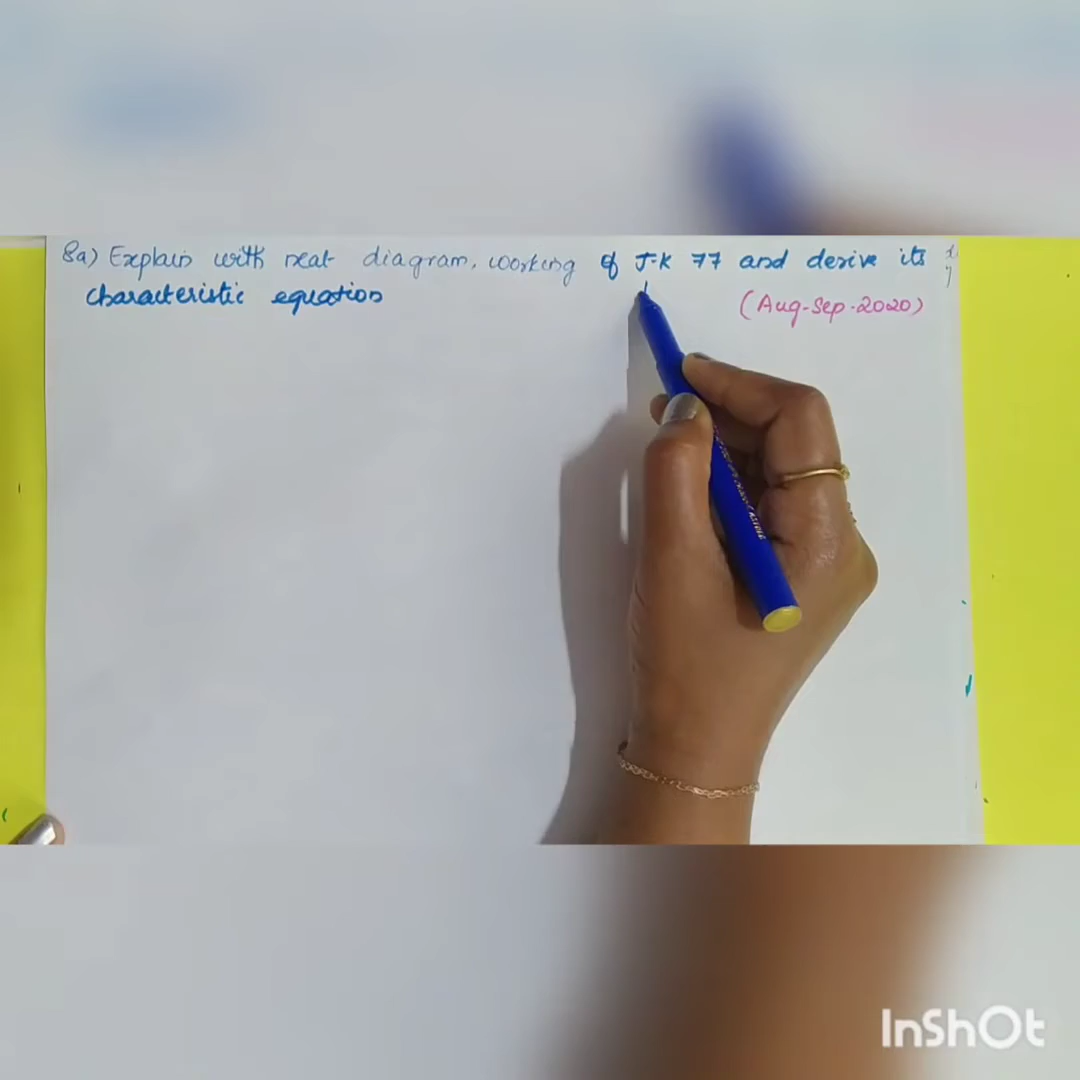 8a) Explain with neat diagram, working of J-K FF and derive its
characteristic equation
(Aug-Sep-2020)
InShOt